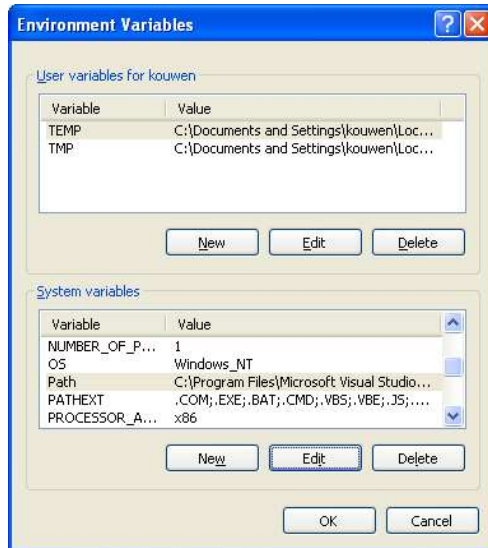 Environment Variables
User variables for kouwen
Variable Value
TEMP C:\Documents and Settings\kouwen\Loc...
TMP C:\Documents and Settings\kouwen\Loc...
New Edit Delete
System variables
Variable Value
NUMBER_OF_P... 1
OS Windows_NT
Path C:\Program Files\Microsoft Visual Studio...
PATHEXT .COM;.EXE;.BAT;.CMD;.VBS;.VBE;.JS;....
PROCESSOR_A... x86
New Edit Delete
OK Cancel